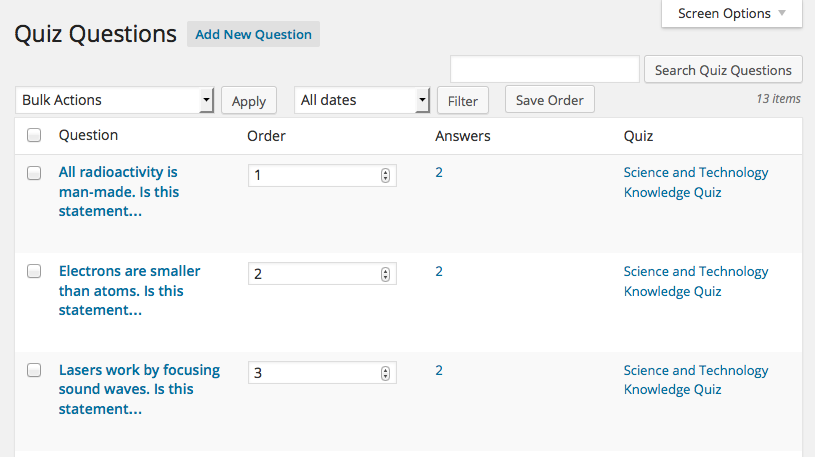 Screen Options
Quiz Questions Add New Question
Search Quiz Questions
Bulk Actions Apply All dates Filter Save Order 13 items
Question Order Answers Quiz
All radioactivity is man-made. Is this statement... 1 2 Science and Technology Knowledge Quiz
Electrons are smaller than atoms. Is this statement... 2 2 Science and Technology Knowledge Quiz
Lasers work by focusing sound waves. Is this statement... 3 2 Science and Technology Knowledge Quiz